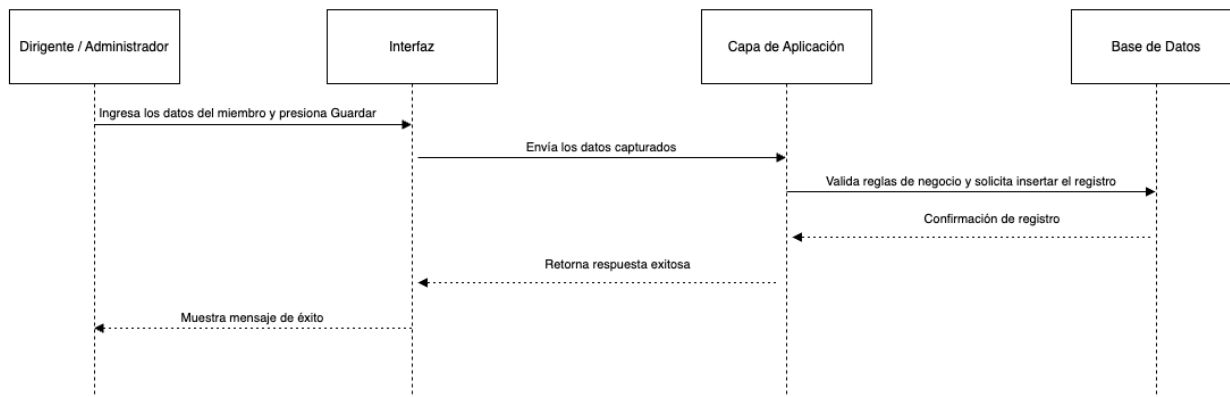 Dirigente / Administrador
Interfaz
Capa de Aplicación
Base de Datos
Ingresa los datos del miembro y presiona Guardar
Envía los datos capturados
Valida reglas de negocio y solicita insertar el registro
Confirmación de registro
Retorna respuesta exitosa
Muestra mensaje de éxito